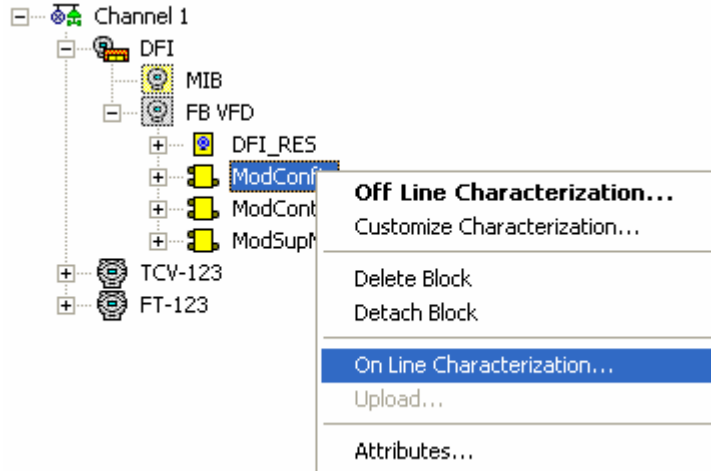 Channel 1
DFI
MIB
FB VFD
DFI_RES
ModConf
ModCont
ModSup
TCV-123
FT-123
Off Line Characterization...
Customize Characterization...
Delete Block
Detach Block
On Line Characterization...
Upload...
Attributes...